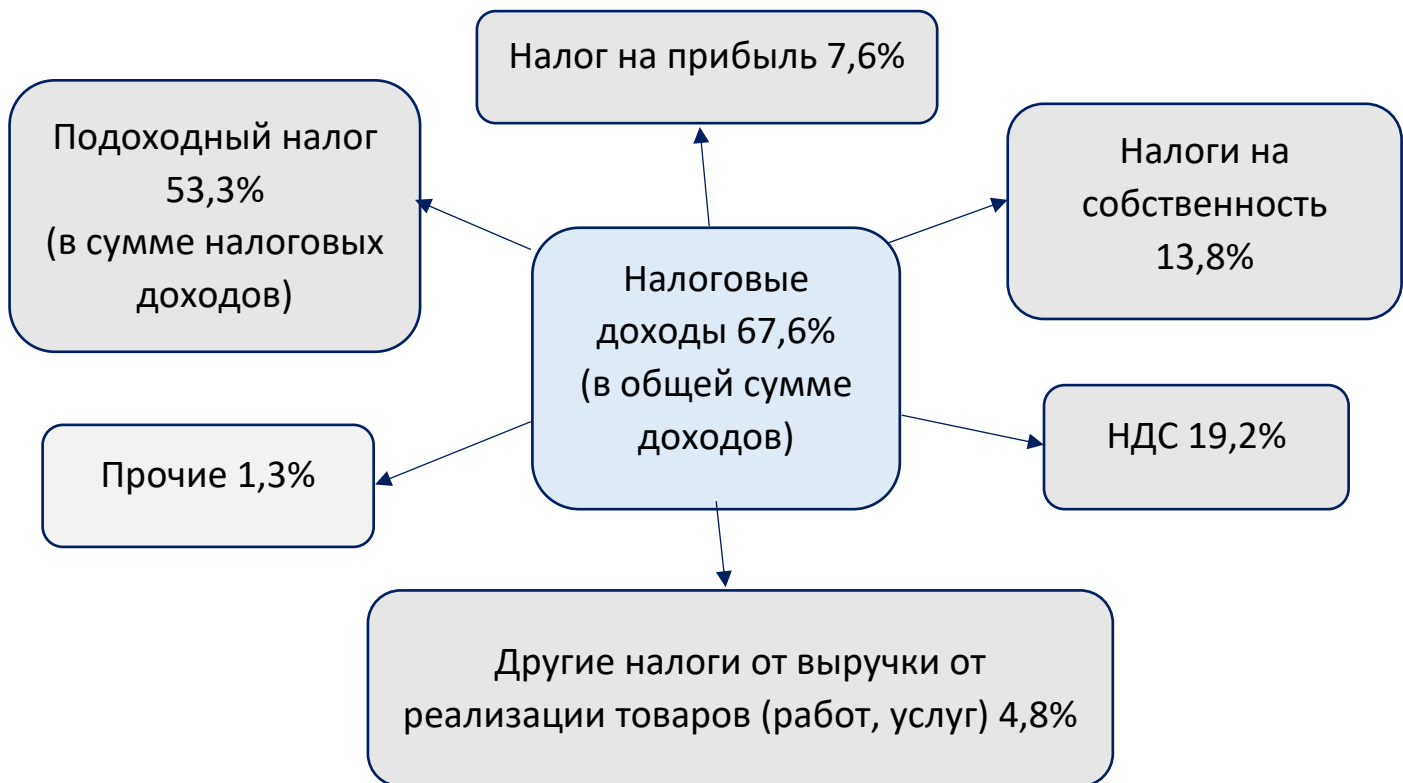 Налог на прибыль 7,6%
Подоходный налог
53,3%
(в сумме налоговых
доходов)
Налоги на
собственность
13,8%
Налоговые
доходы 67,6%
(в общей сумме
доходов)
Прочие 1,3%
НДС 19,2%
Другие налоги от выручки от
реализации товаров (работ, услуг) 4,8%